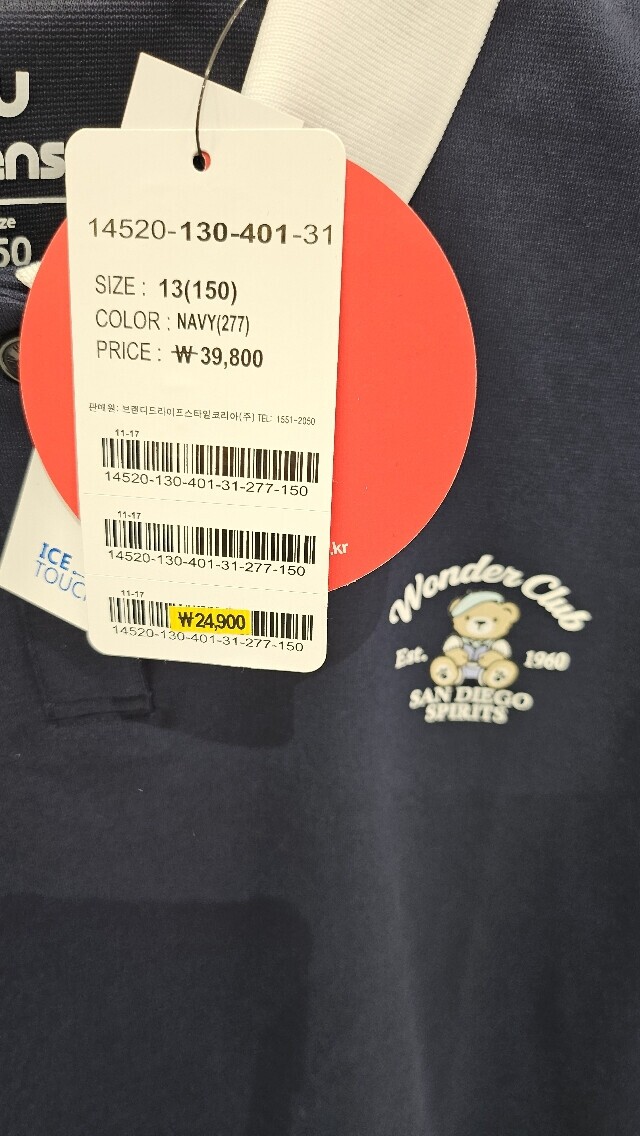 14520-130-401-31
SIZE : 13(150)
COLOR : NAVY(277)
PRICE : ₩ 39,800
판매원: 브랜디드라이프스타일코리아(주) TEL: 1551-2050
11-17
14520-130-401-31-277-150
11-17
14520-130-401-31-277-150
11-17
₩24,900
14520-130-401-31-277-150
.kr
ICE
Wonder Club
Est. 1960
SAN DIEGO
SPIRITS